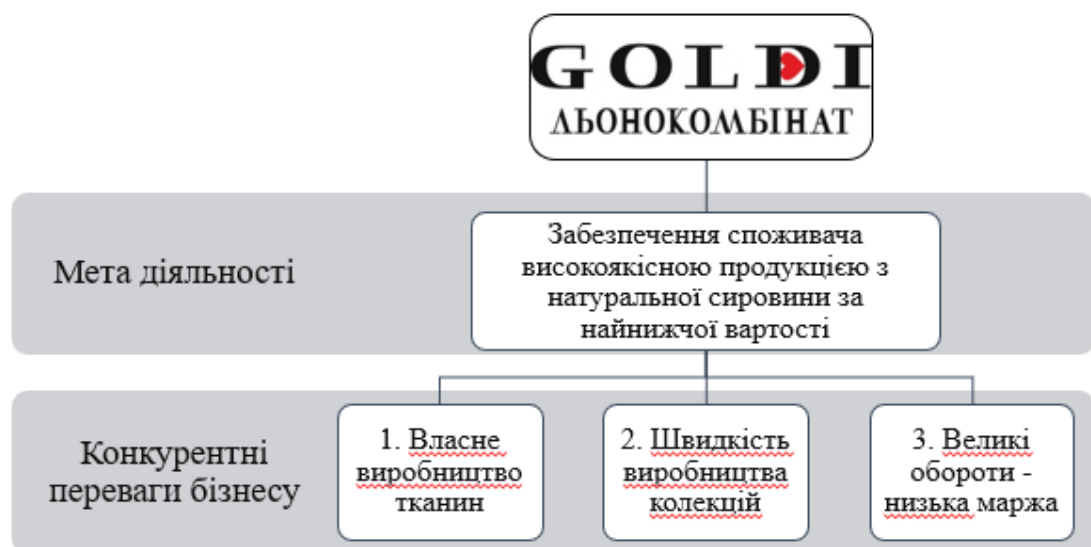 GOLDI
ЛЬОНОКОМБІНАТ
Мета діяльності
Забезпечення споживача
високоякісною продукцією з
натуральної сировини за
найнижчої вартості
Конкурентні
переваги бізнесу
1. Власне
виробництво
тканин
2. Швидкість
виробництва
колекцій
3. Великі
обороти -
низька маржа